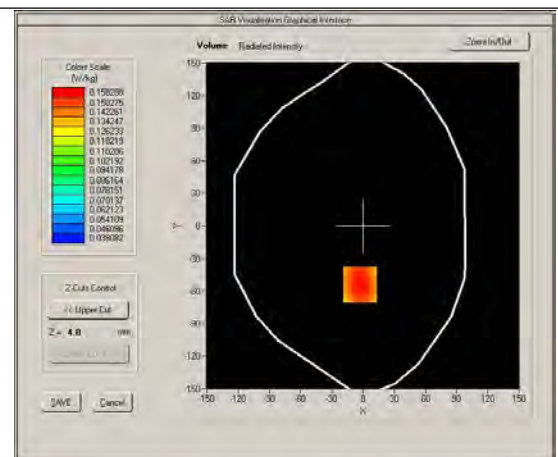 SAR Visualisation Graphical Interface
Volume Radiated Intensity
Zoom In/Out
Colors Scale
(W/kg)
0.158289
0.150275
0.142261
0.134247
0.126233
0.118219
0.110206
0.102192
0.094178
0.086164
0.078151
0.070137
0.062123
0.054109
0.046096
0.038082
150
120
90
60
30
0
-30
-60
-90
-120
-150
Y
-150 -120 -90 -60 -30 0 30 60 90 120 150
X
Z-Cuts Control
<< Upper Cut
Z = 4.0 mm
SAVE Cancel